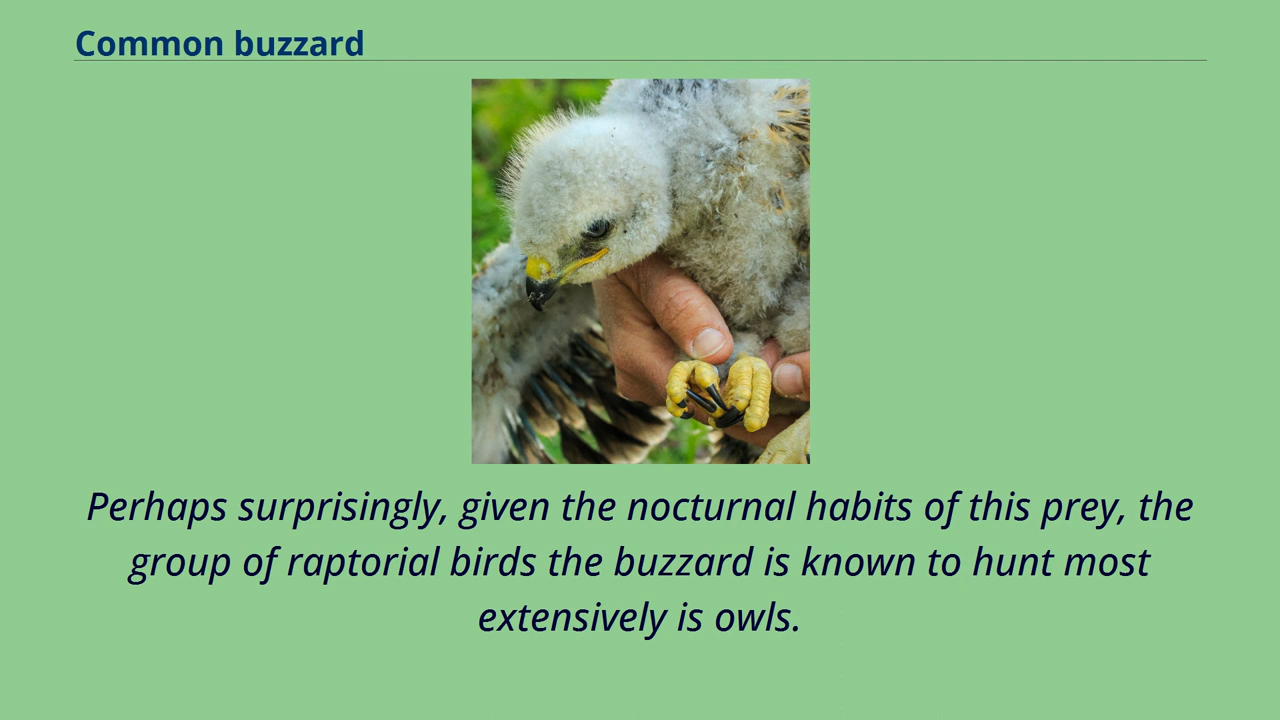 Common buzzard
Perhaps surprisingly, given the nocturnal habits of this prey, the
group of raptorial birds the buzzard is known to hunt most
extensively is owls.